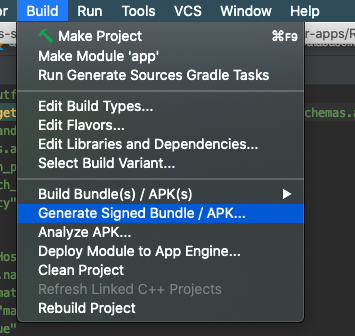 or Build Run Tools VCS Window Help
Make Project ⌘F9
Make Module 'app'
Run Generate Sources Gradle Tasks
Edit Build Types...
Edit Flavors...
Edit Libraries and Dependencies...
Select Build Variant...
Build Bundle(s) / APK(s)
Generate Signed Bundle / APK...
Analyze APK...
Deploy Module to App Engine...
Clean Project
Refresh Linked C++ Projects
Rebuild Project